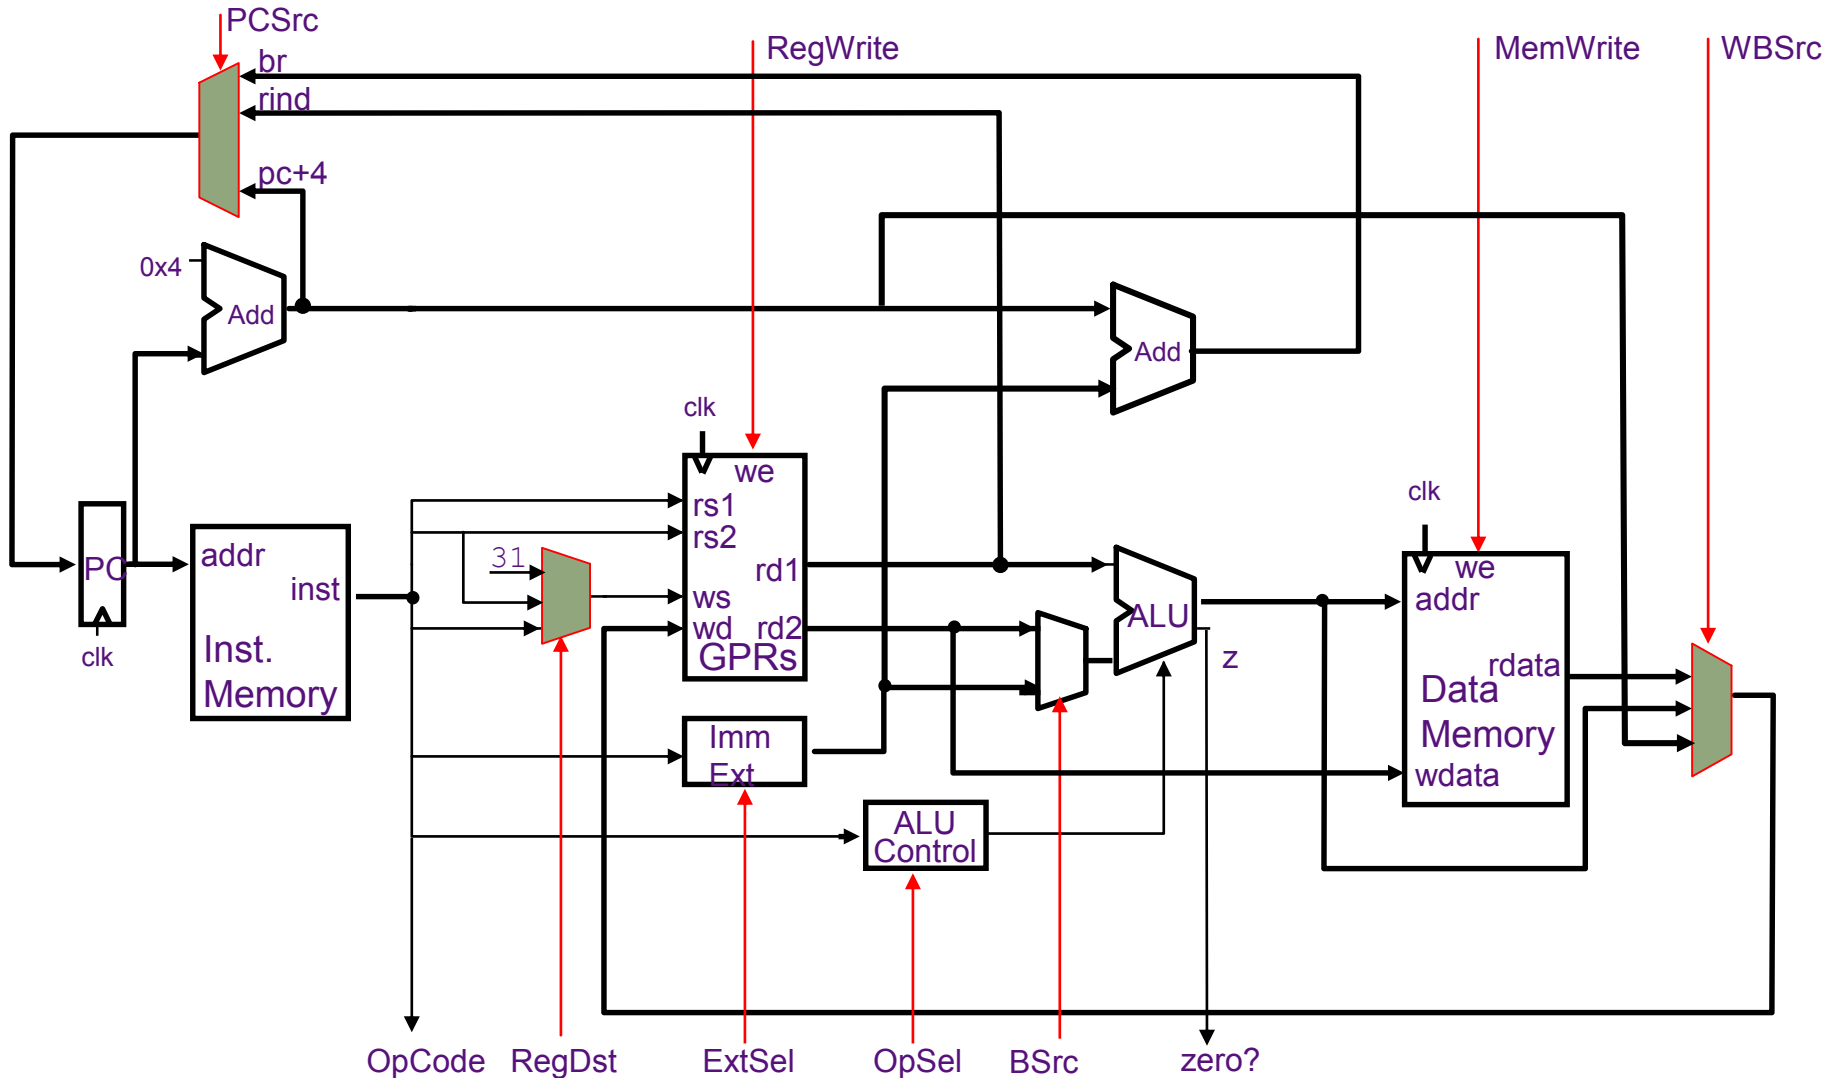 PCSrc
br
RegWrite
MemWrite
WBSrc
rind
pc+4
0x4
Add
Add
clk
we
clk
rs1
rs2
31
PC
addr
inst
rd1
we
addr
ws
wd
rd2
ALU
GPRs
clk
Inst.
Memory
z
rdata
Data
Memory
Imm
Ext
wdata
ALU
Control
OpCode
RegDst
ExtSel
OpSel
BSrc
zero?